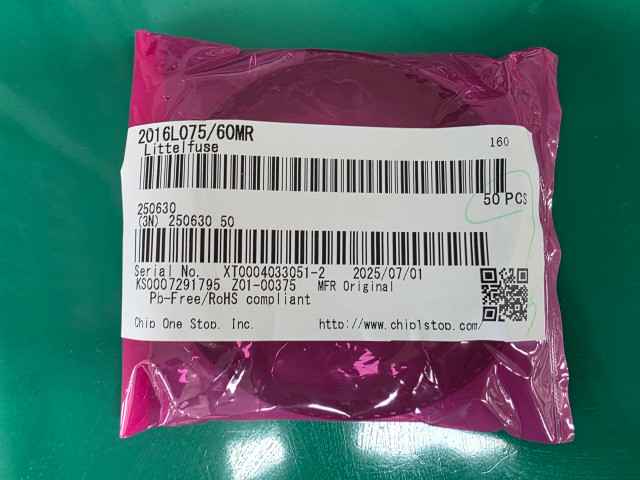 2016L075/60MR
Littelfuse
160
50 PCS
250630
(3N) 250630 50
Serial No. XT0004033051-2 2025/07/01
KS0007291795 Z01-00375 MFR Original
Pb-Free/RoHS compliant
Chip One Stop, Inc. http://www.chip1stop.com/